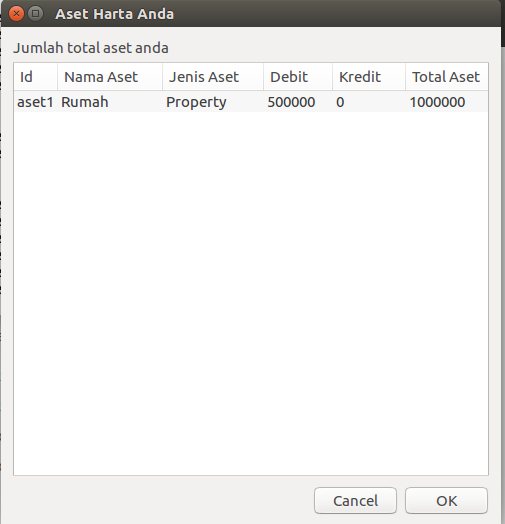 Aset Harta Anda
Jumlah total aset anda
Id Nama Aset Jenis Aset Debit Kredit Total Aset
aset1 Rumah Property 500000 0 1000000
Cancel OK